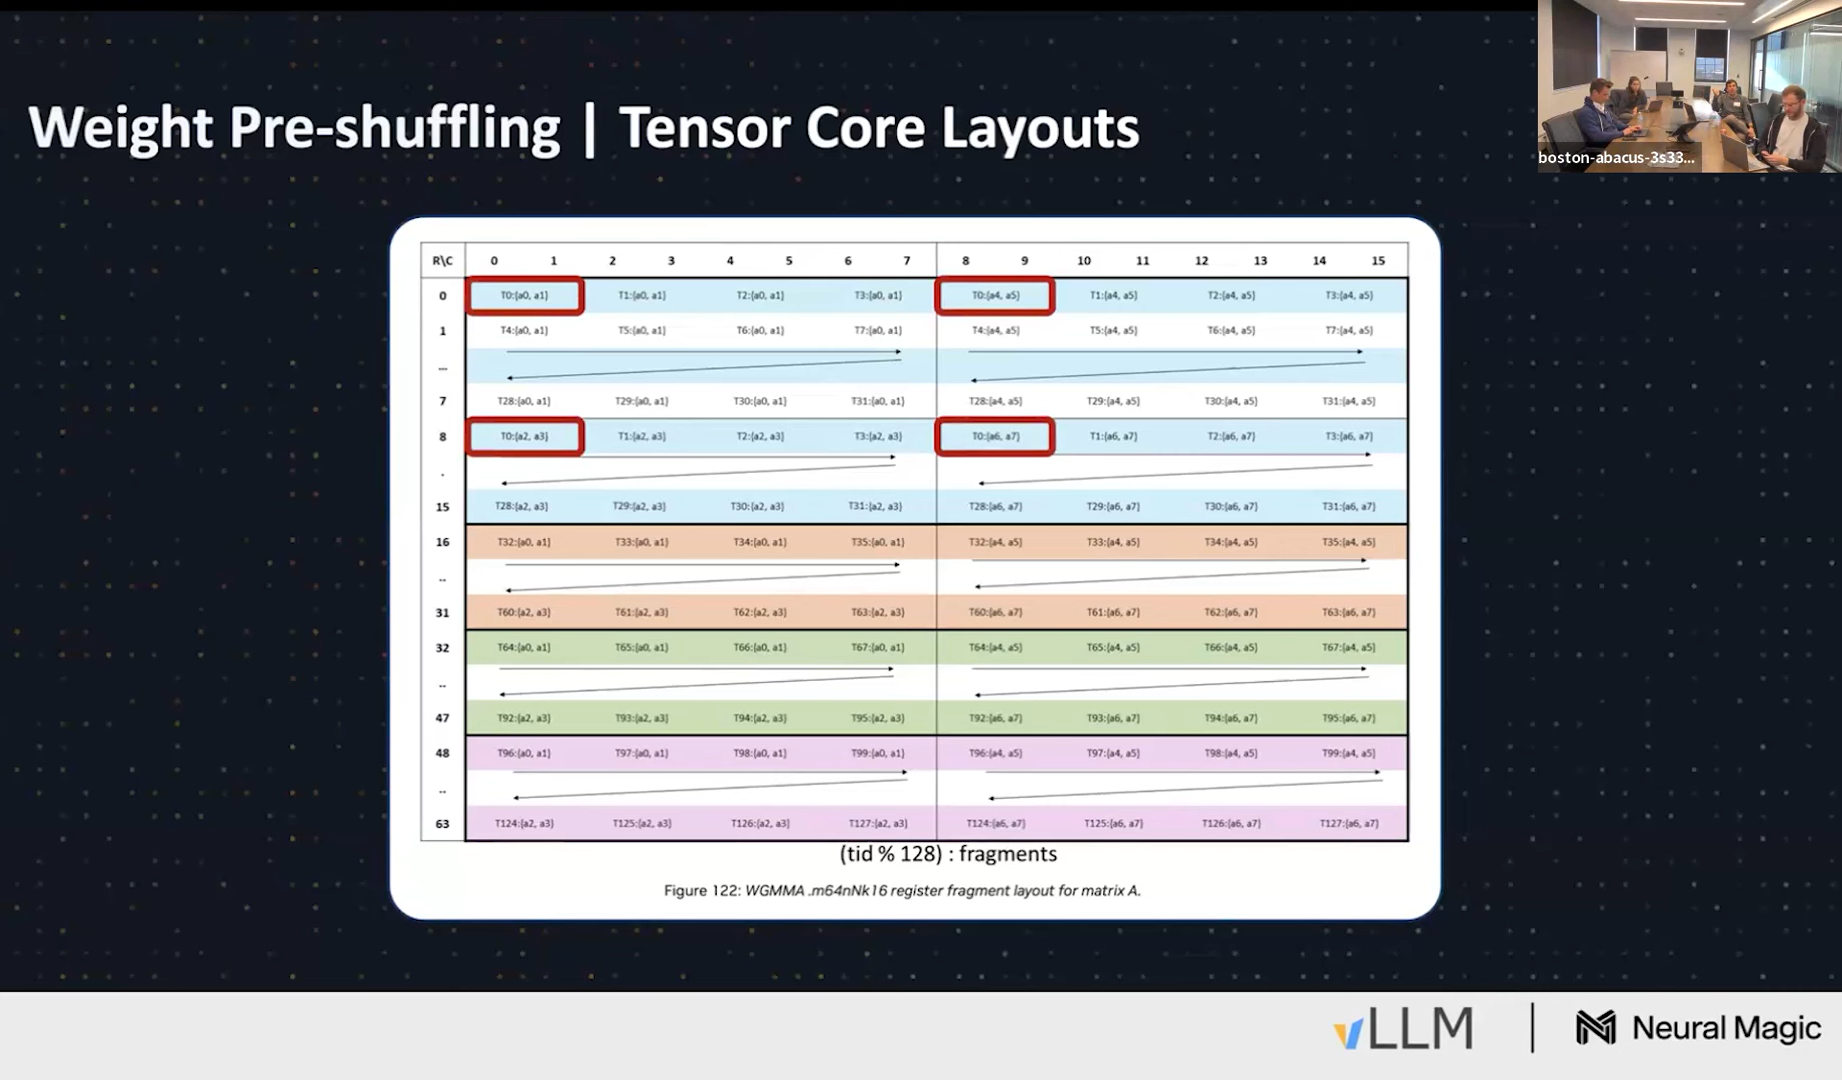 Weight Pre-shuffling | Tensor Core Layouts
boston-abacus-3s33...
R\C 0 1 2 3 4 5 6 7 8 9 10 11 12 13 14 15
0 T0:{a0, a1} T1:{a0, a1} T2:{a0, a1} T3:{a0, a1} T0:{a4, a5} T1:{a4, a5} T2:{a4, a5} T3:{a4, a5}
1 T4:{a0, a1} T5:{a0, a1} T6:{a0, a1} T7:{a0, a1} T4:{a4, a5} T5:{a4, a5} T6:{a4, a5} T7:{a4, a5}
...
7 T28:{a0, a1} T29:{a0, a1} T30:{a0, a1} T31:{a0, a1} T28:{a4, a5} T29:{a4, a5} T30:{a4, a5} T31:{a4, a5}
8 T0:{a2, a3} T1:{a2, a3} T2:{a2, a3} T3:{a2, a3} T0:{a6, a7} T1:{a6, a7} T2:{a6, a7} T3:{a6, a7}
.
15 T28:{a2, a3} T29:{a2, a3} T30:{a2, a3} T31:{a2, a3} T28:{a6, a7} T29:{a6, a7} T30:{a6, a7} T31:{a6, a7}
16 T32:{a0, a1} T33:{a0, a1} T34:{a0, a1} T35:{a0, a1} T32:{a4, a5} T33:{a4, a5} T34:{a4, a5} T35:{a4, a5}
..
31 T60:{a2, a3} T61:{a2, a3} T62:{a2, a3} T63:{a2, a3} T60:{a6, a7} T61:{a6, a7} T62:{a6, a7} T63:{a6, a7}
32 T64:{a0, a1} T65:{a0, a1} T66:{a0, a1} T67:{a0, a1} T64:{a4, a5} T65:{a4, a5} T66:{a4, a5} T67:{a4, a5}
..
47 T92:{a2, a3} T93:{a2, a3} T94:{a2, a3} T95:{a2, a3} T92:{a6, a7} T93:{a6, a7} T94:{a6, a7} T95:{a6, a7}
48 T96:{a0, a1} T97:{a0, a1} T98:{a0, a1} T99:{a0, a1} T96:{a4, a5} T97:{a4, a5} T98:{a4, a5} T99:{a4, a5}
..
63 T124:{a2, a3} T125:{a2, a3} T126:{a2, a3} T127:{a2, a3} T124:{a6, a7} T125:{a6, a7} T126:{a6, a7} T127:{a6, a7}
(tid % 128) : fragments
Figure 122: WGMMA .m64nNk16 register fragment layout for matrix A.
vLLM | Neural Magic